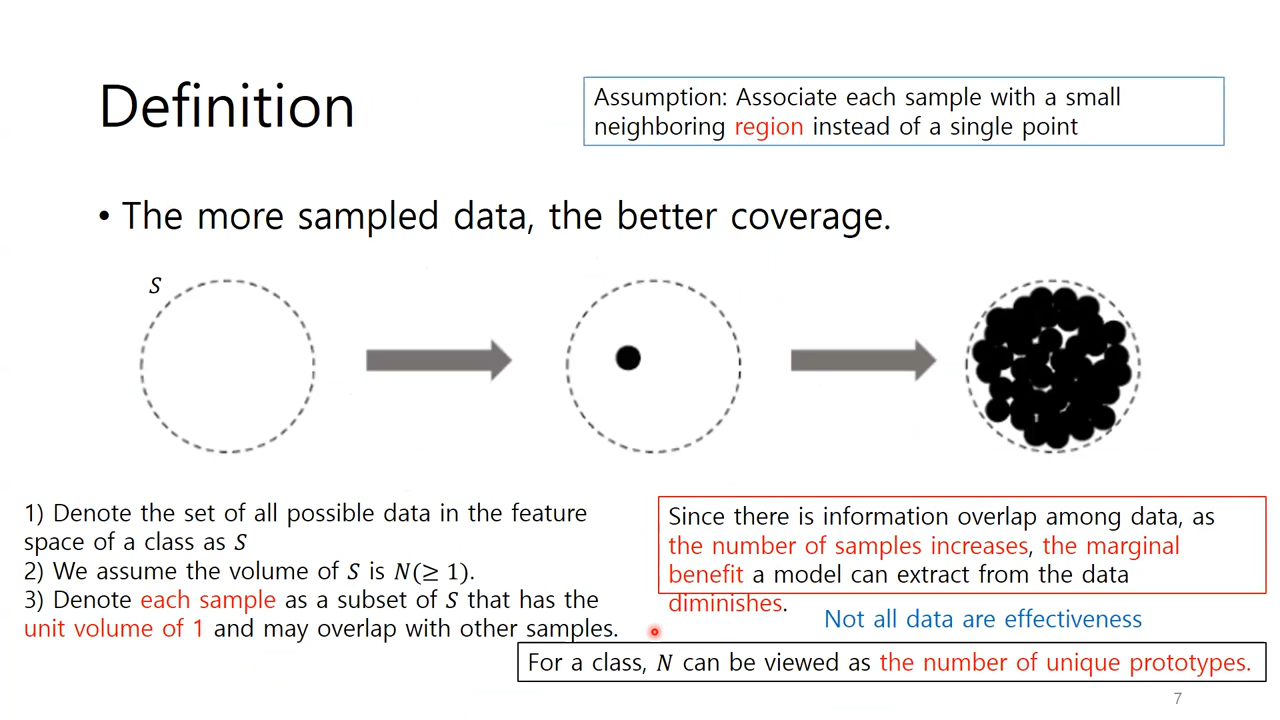 Definition
Assumption: Associate each sample with a small
neighboring region instead of a single point
• The more sampled data, the better coverage.
S
1) Denote the set of all possible data in the feature
space of a class as S
2) We assume the volume of S is N(≥ 1).
3) Denote each sample as a subset of S that has the
unit volume of 1 and may overlap with other samples.
Since there is information overlap among data, as
the number of samples increases, the marginal
benefit a model can extract from the data
diminishes.
Not all data are effectiveness
For a class, N can be viewed as the number of unique prototypes.
7